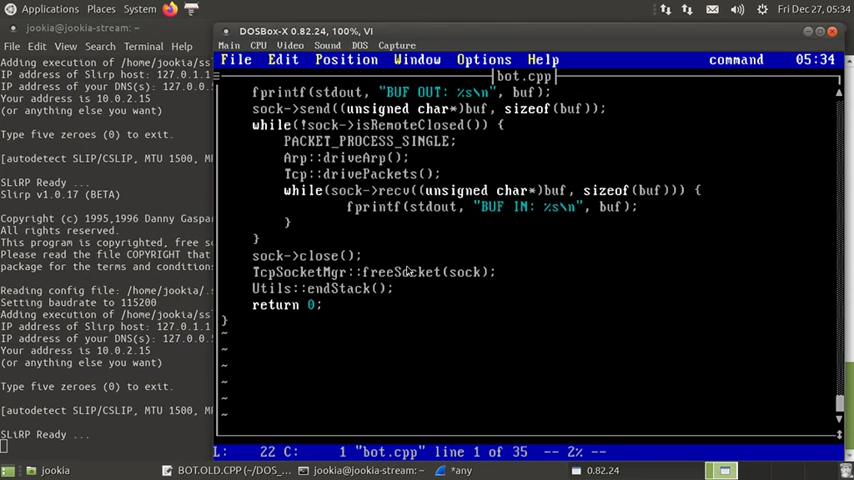 Applications Places System Fri Dec 27, 05:34
jookia@jookia-stream: ~
File Edit View Search Terminal H
Adding execution of /home/jookia/ss
IP address of Slirp host: 127.0.1.1
IP address of your DNS(s): 127.0.0.
Your address is 10.0.2.15
(or anything else you want)
Type five zeroes (0) to exit.
[autodetect SLIP/CSLIP, MTU 1500, M
SLiRP Ready ...
Slirp v1.0.17 (BETA)
Copyright (c) 1995,1996 Danny Gaspar
All rights reserved.
This program is copyrighted, free so
Please read the file COPYRIGHT that
package for the terms and condition
Reading config file:
Setting baudrate to 115200
Adding execution of /home/jookia/ss
IP address of Slirp host: 127.0.1.1
IP address of your DNS(s): 127.0.0.5
Your address is 10.0.2.15
(or anything else you want)
Type five zeroes (0) to exit.
[autodetect SLIP/CSLIP, MTU 1500, MR
SLiRP Ready ...
DOSBox-X 0.82.24, 100%, VI
Main CPU Video Sound DOS Capture
File Edit Position Window Options Help command 05:34
bot.cpp
fprintf(stdout, "BUF OUT: %s\n", buf);
sock->send((unsigned char*)buf, sizeof(buf));
while(!sock->isRemoteClosed()) {
PACKET_PROCESS_SINGLE;
Arp::driveArp();
Tcp::drivePackets();
while(sock->recv((unsigned char*)buf, sizeof(buf))) {
fprintf(stdout, "BUF IN: %s\n", buf);
}
}
sock->close();
TcpSocketMgr::freeSocket(sock);
Utils::endStack();
return 0;
}
~
~
~
~
~
~
L: 22 C: 1 "bot.cpp" line 1 of 35 -- 2% --
jookia BOT.OLD.CPP (~/DOS_... jookia@jookia-stream: ~ *any 0.82.24